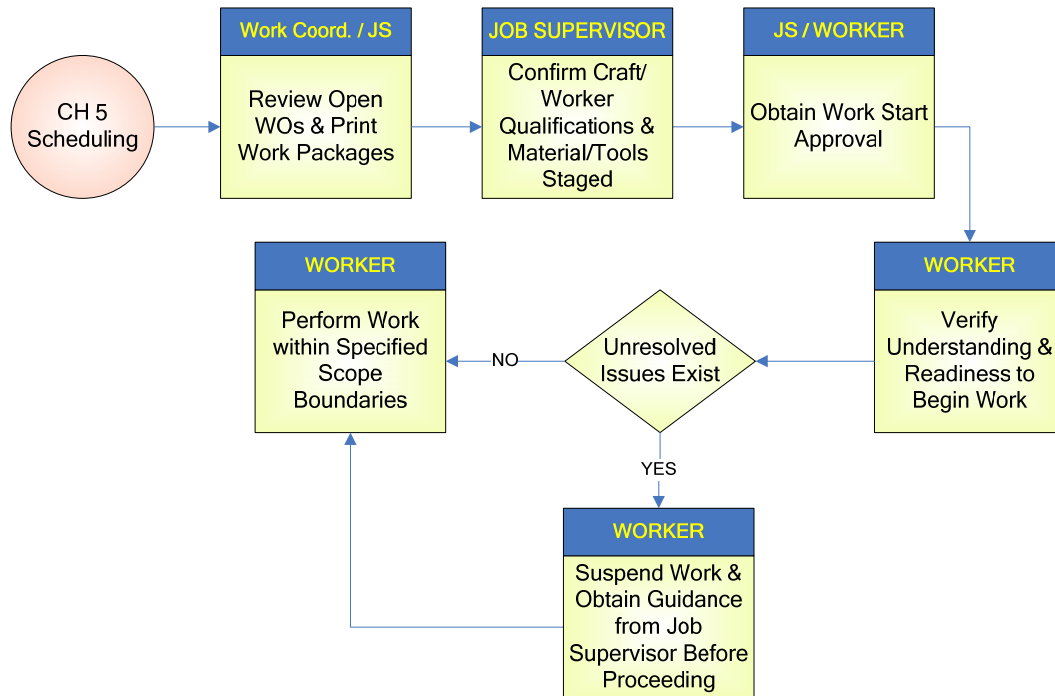 CH 5
Scheduling
Work Coord. / JS
Review Open
WOs & Print
Work Packages
JOB SUPERVISOR
Confirm Craft/
Worker
Qualifications &
Material/Tools
Staged
JS / WORKER
Obtain Work Start
Approval
WORKER
Verify
Understanding &
Readiness to
Begin Work
Unresolved
Issues Exist
NO
WORKER
Perform Work
within Specified
Scope
Boundaries
YES
WORKER
Suspend Work &
Obtain Guidance
from Job
Supervisor Before
Proceeding